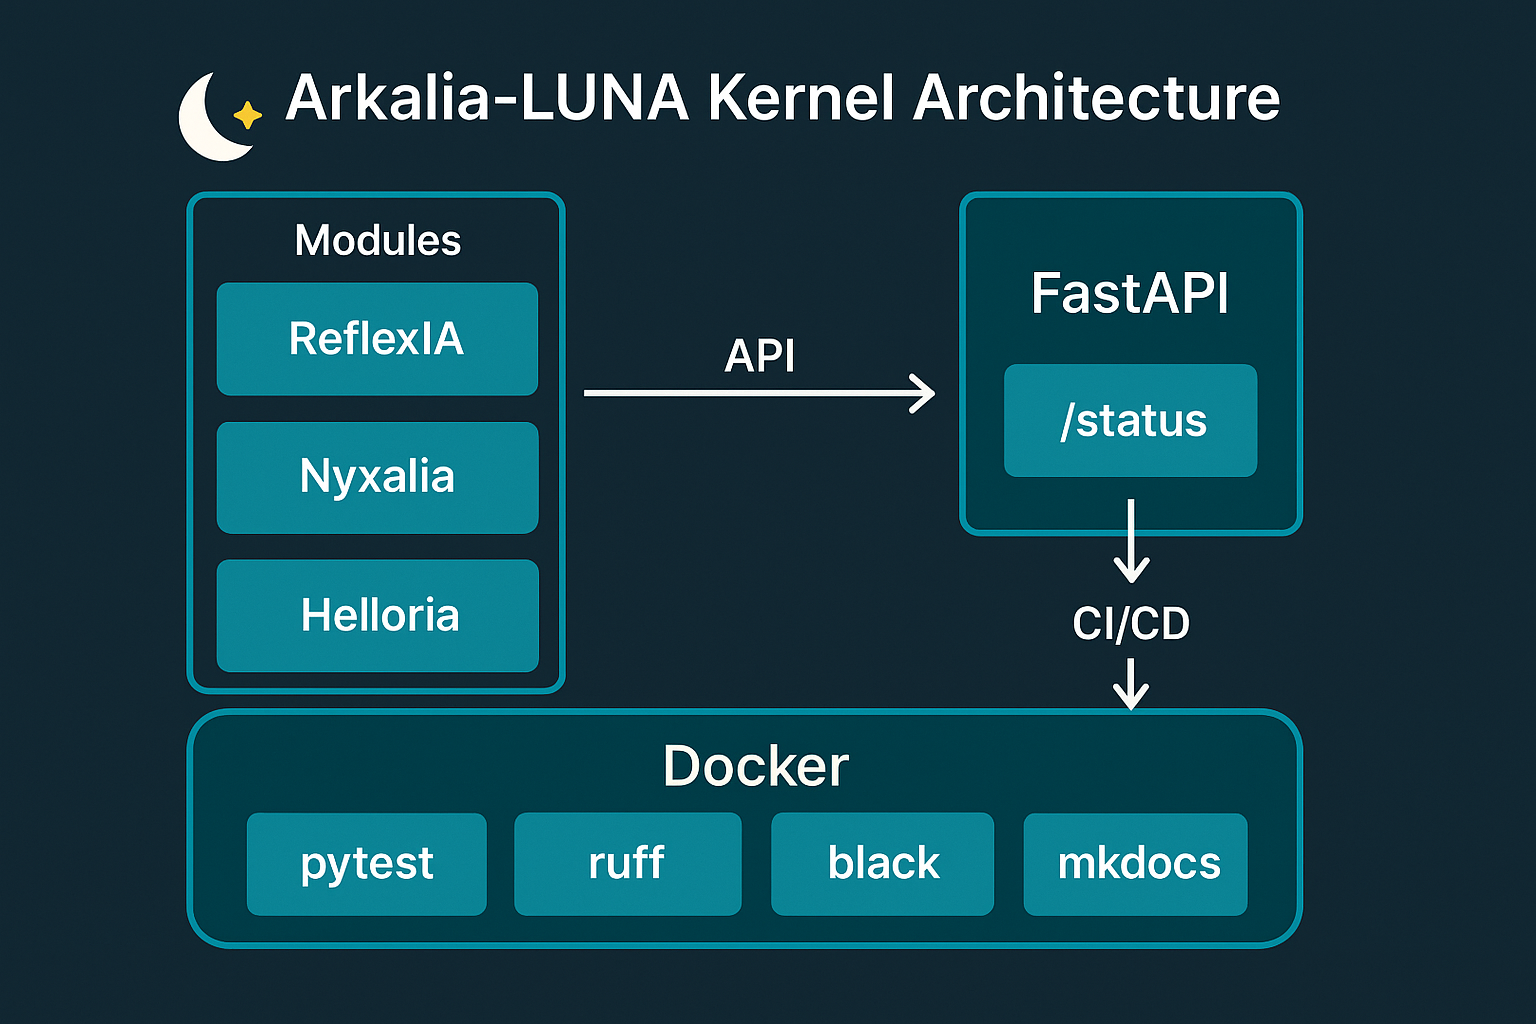 Arkalia-LUNA Kernel Architecture
Modules
ReflexIA
Nyxalia
Helloria
API
FastAPI
/status
CI/CD
Docker
pytest
ruff
black
mkdocs